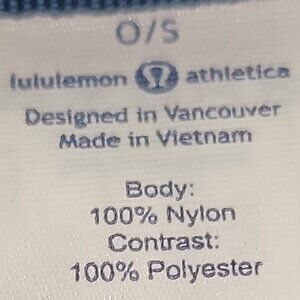 O/S
lululemon athletica
Designed in Vancouver
Made in Vietnam
Body:
100% Nylon
Contrast:
100% Polyester